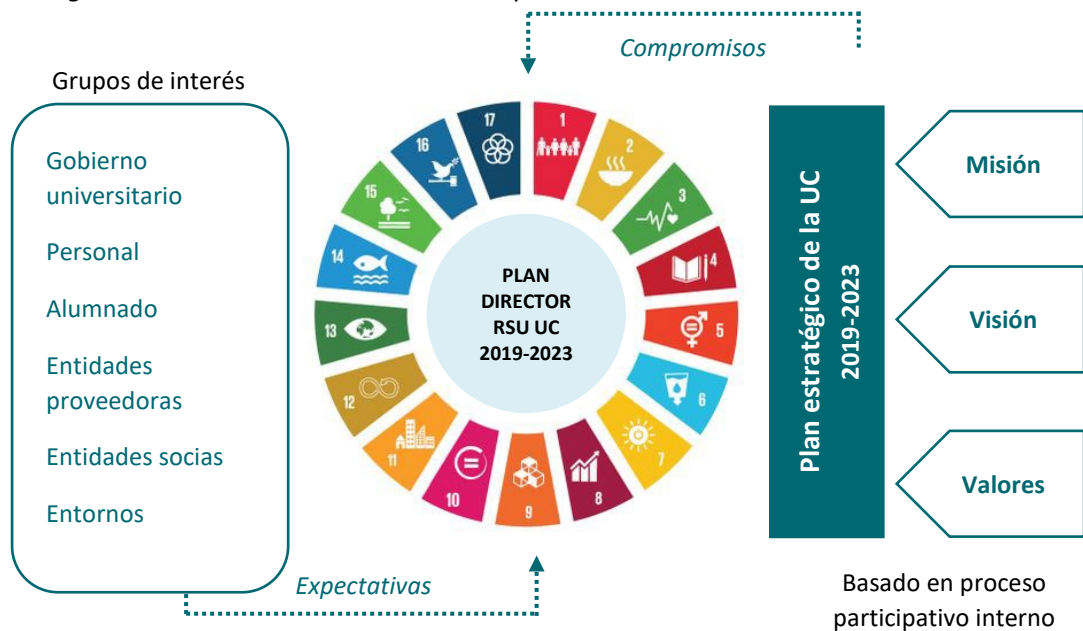 Compromisos
Grupos de interés
Gobierno
universitario
Personal
Alumnado
Entidades
proveedoras
Entidades socias
Entornos
Expectativas
1
2
3
4
5
6
7
8
9
10
11
12
13
14
15
16
17
PLAN
DIRECTOR
RSU UC
2019-2023
Plan estratégico de la UC
2019-2023
Misión
Visión
Valores
Basado en proceso
participativo interno